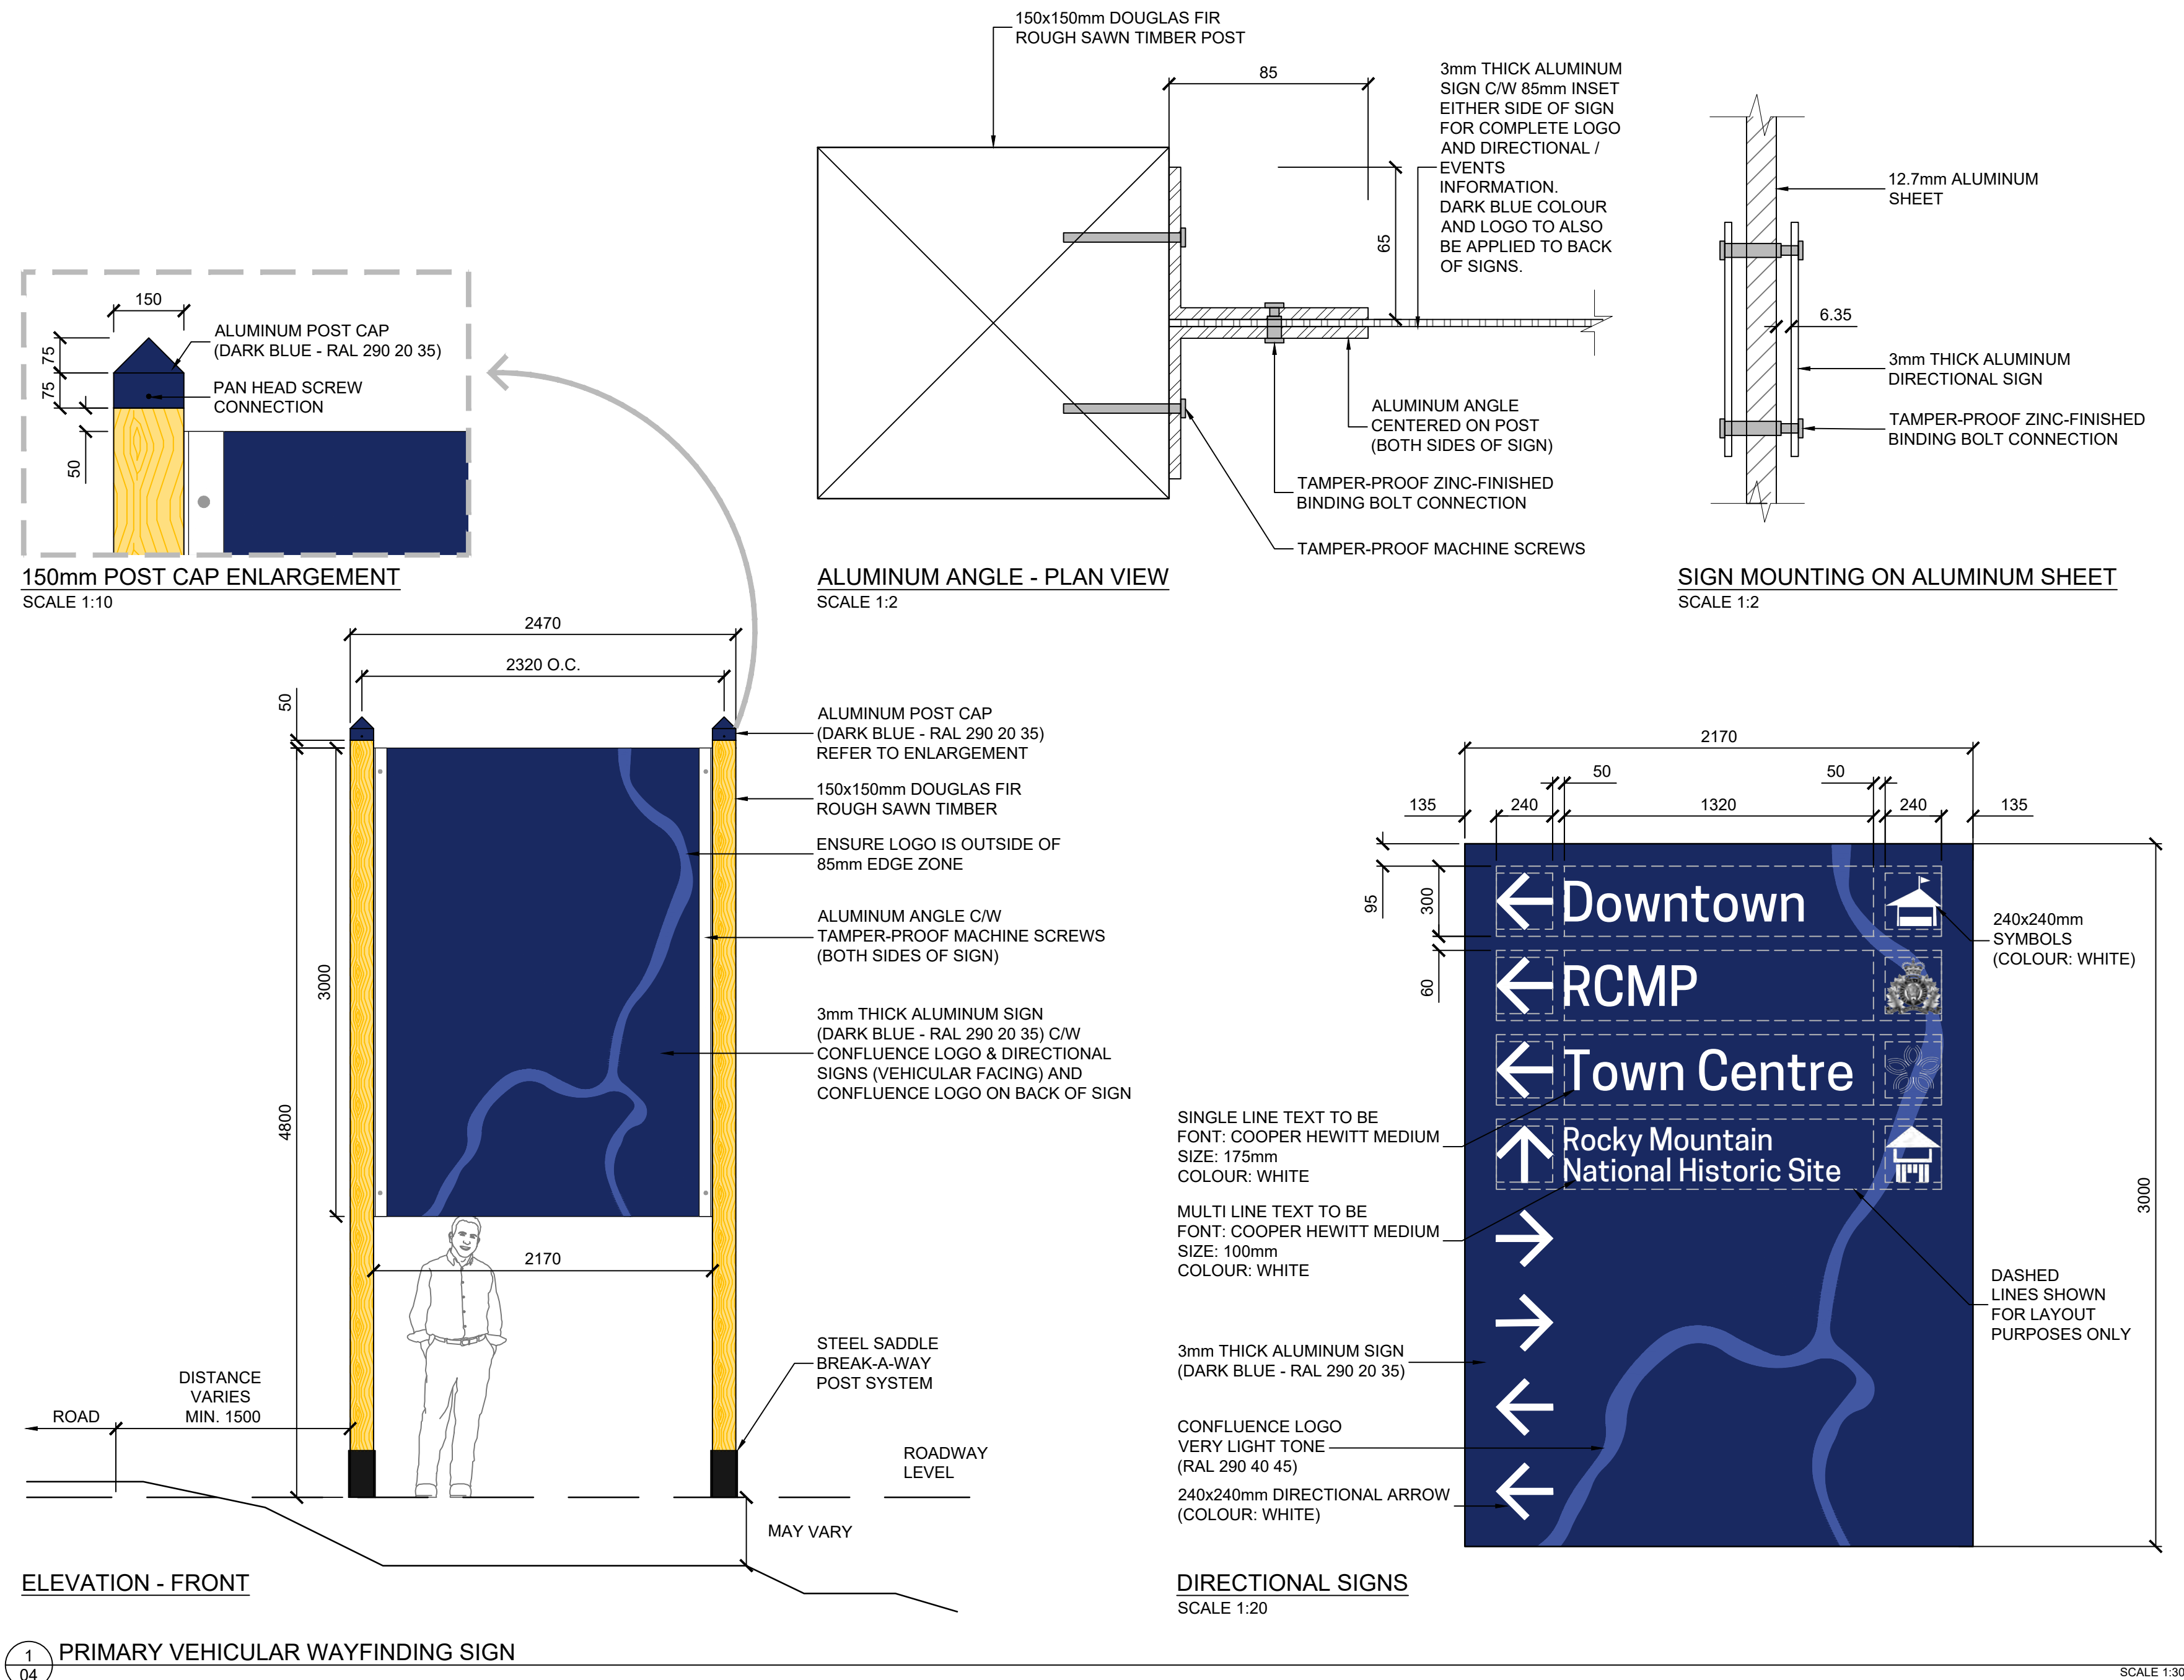 150x150mm DOUGLAS FIR
ROUGH SAWN TIMBER POST
85
65
3mm THICK ALUMINUM
SIGN C/W 85mm INSET
EITHER SIDE OF SIGN
FOR COMPLETE LOGO
AND DIRECTIONAL /
EVENTS
INFORMATION.
DARK BLUE COLOUR
AND LOGO TO ALSO
BE APPLIED TO BACK
OF SIGNS.
ALUMINUM ANGLE
CENTERED ON POST
(BOTH SIDES OF SIGN)
TAMPER-PROOF ZINC-FINISHED
BINDING BOLT CONNECTION
TAMPER-PROOF MACHINE SCREWS
ALUMINUM ANGLE - PLAN VIEW
SCALE 1:2
12.7mm ALUMINUM
SHEET
6.35
3mm THICK ALUMINUM
DIRECTIONAL SIGN
TAMPER-PROOF ZINC-FINISHED
BINDING BOLT CONNECTION
SIGN MOUNTING ON ALUMINUM SHEET
SCALE 1:2
150
75
75
50
ALUMINUM POST CAP
(DARK BLUE - RAL 290 20 35)
PAN HEAD SCREW
CONNECTION
150mm POST CAP ENLARGEMENT
SCALE 1:10
2470
2320 O.C.
50
3000
4800
2170
ALUMINUM POST CAP
(DARK BLUE - RAL 290 20 35)
REFER TO ENLARGEMENT
150x150mm DOUGLAS FIR
ROUGH SAWN TIMBER
ENSURE LOGO IS OUTSIDE OF
85mm EDGE ZONE
ALUMINUM ANGLE C/W
TAMPER-PROOF MACHINE SCREWS
(BOTH SIDES OF SIGN)
3mm THICK ALUMINUM SIGN
(DARK BLUE - RAL 290 20 35) C/W
CONFLUENCE LOGO & DIRECTIONAL
SIGNS (VEHICULAR FACING) AND
CONFLUENCE LOGO ON BACK OF SIGN
STEEL SADDLE
BREAK-A-WAY
POST SYSTEM
DISTANCE
VARIES
MIN. 1500
ROAD
ROADWAY
LEVEL
MAY VARY
ELEVATION - FRONT
2170
50
50
135
240
1320
240
135
95
300
60
3000
Downtown
RCMP
Town Centre
Rocky Mountain
National Historic Site
240x240mm
SYMBOLS
(COLOUR: WHITE)
SINGLE LINE TEXT TO BE
FONT: COOPER HEWITT MEDIUM
SIZE: 175mm
COLOUR: WHITE
MULTI LINE TEXT TO BE
FONT: COOPER HEWITT MEDIUM
SIZE: 100mm
COLOUR: WHITE
DASHED
LINES SHOWN
FOR LAYOUT
PURPOSES ONLY
3mm THICK ALUMINUM SIGN
(DARK BLUE - RAL 290 20 35)
CONFLUENCE LOGO
VERY LIGHT TONE
(RAL 290 40 45)
240x240mm DIRECTIONAL ARROW
(COLOUR: WHITE)
DIRECTIONAL SIGNS
SCALE 1:20
1
04
PRIMARY VEHICULAR WAYFINDING SIGN
SCALE 1:30